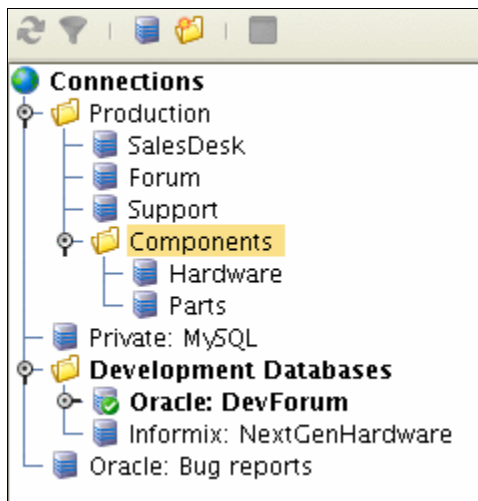 Connections
Production
SalesDesk
Forum
Support
Components
Hardware
Parts
Private: MySQL
Development Databases
Oracle: DevForum
Informix: NextGenHardware
Oracle: Bug reports